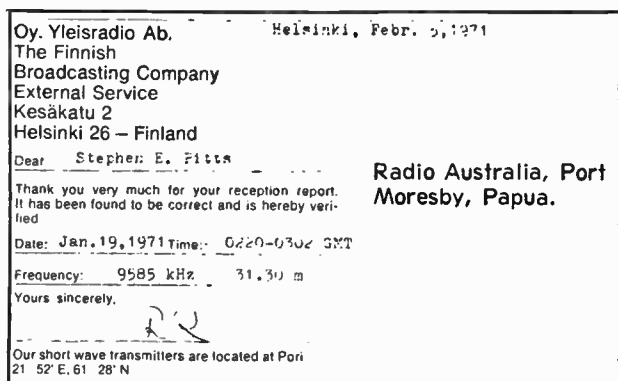 Oy. Yleisradio Ab.
Helsinki, Febr. 5,1971
The Finnish
Broadcasting Company
External Service
Kesäkatu 2
Helsinki 26 – Finland
Dear Stephen E. Pitts
Thank you very much for your reception report.
It has been found to be correct and is hereby veri-
fied
Date: Jan.19,1971 Time:- 0220-0302 GMT
Frequency: 9585 kHz 31.30 m
Yours sincerely,
Our short wave transmitters are located at Pori
21 52' E, 61 28' N
Radio Australia, Port
Moresby, Papua.